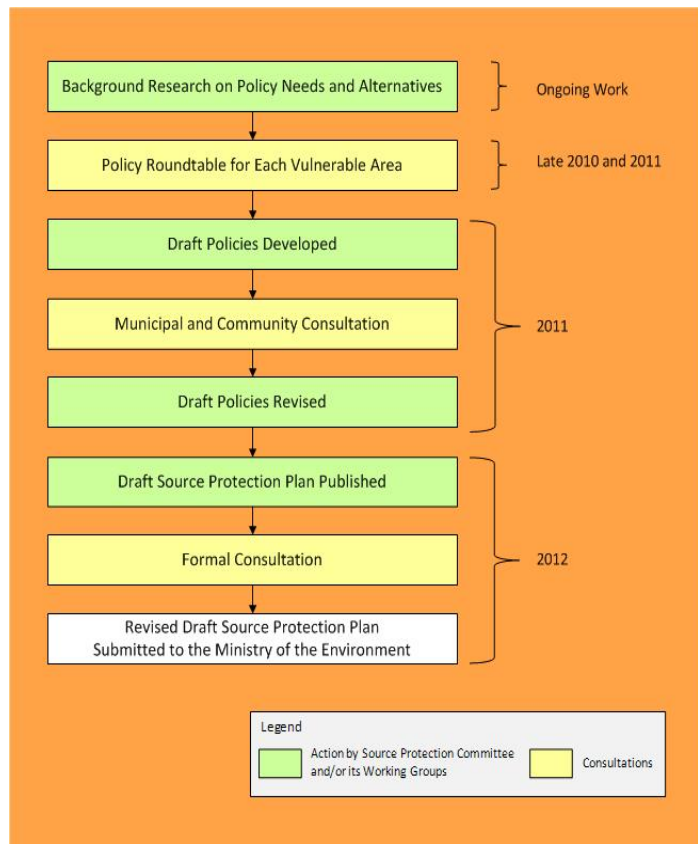 Background Research on Policy Needs and Alternatives
Ongoing Work
Policy Roundtable for Each Vulnerable Area
Late 2010 and 2011
Draft Policies Developed
Municipal and Community Consultation
2011
Draft Policies Revised
Draft Source Protection Plan Published
Formal Consultation
2012
Revised Draft Source Protection Plan
Submitted to the Ministry of the Environment
Legend
Action by Source Protection Committee
and/or its Working Groups
Consultations